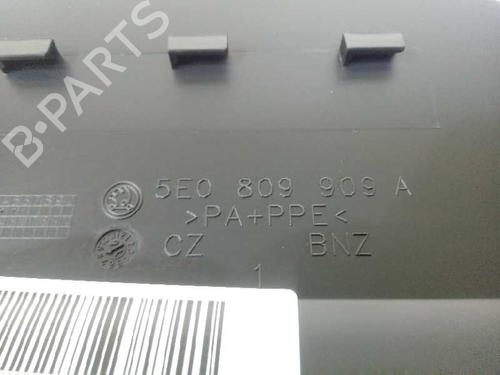 B-PARTS
5E0 809 909 A
>PA+PPE<
CZ BNZ
1